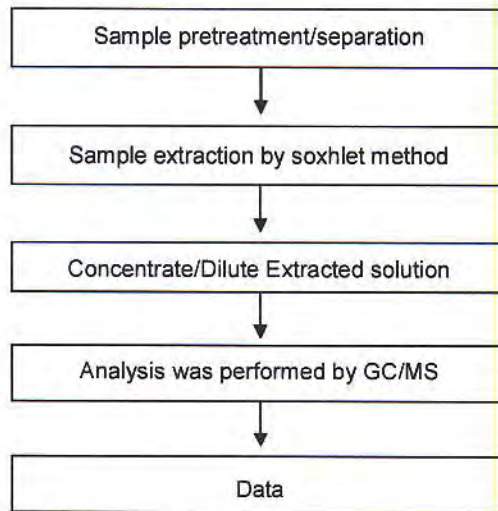 Sample pretreatment/separation
Sample extraction by soxhlet method
Concentrate/Dilute Extracted solution
Analysis was performed by GC/MS
Data